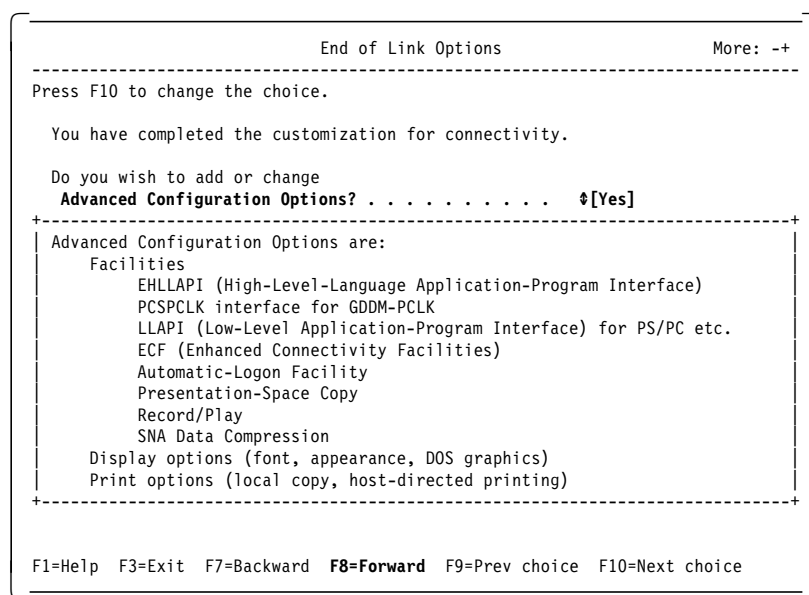 End of Link Options More: -+
--------------------------------------------------------------------------------
Press F10 to change the choice.
You have completed the customization for connectivity.
Do you wish to add or change
Advanced Configuration Options? . . . . . . . . . . ⇕[Yes]
+------------------------------------------------------------------------------+
| Advanced Configuration Options are: |
| Facilities |
| EHLLAPI (High-Level-Language Application-Program Interface) |
| PCSPCLK interface for GDDM-PCLK |
| LLAPI (Low-Level Application-Program Interface) for PS/PC etc. |
| ECF (Enhanced Connectivity Facilities) |
| Automatic-Logon Facility |
| Presentation-Space Copy |
| Record/Play |
| SNA Data Compression |
| Display options (font, appearance, DOS graphics) |
| Print options (local copy, host-directed printing) |
+------------------------------------------------------------------------------+
F1=Help F3=Exit F7=Backward F8=Forward F9=Prev choice F10=Next choice